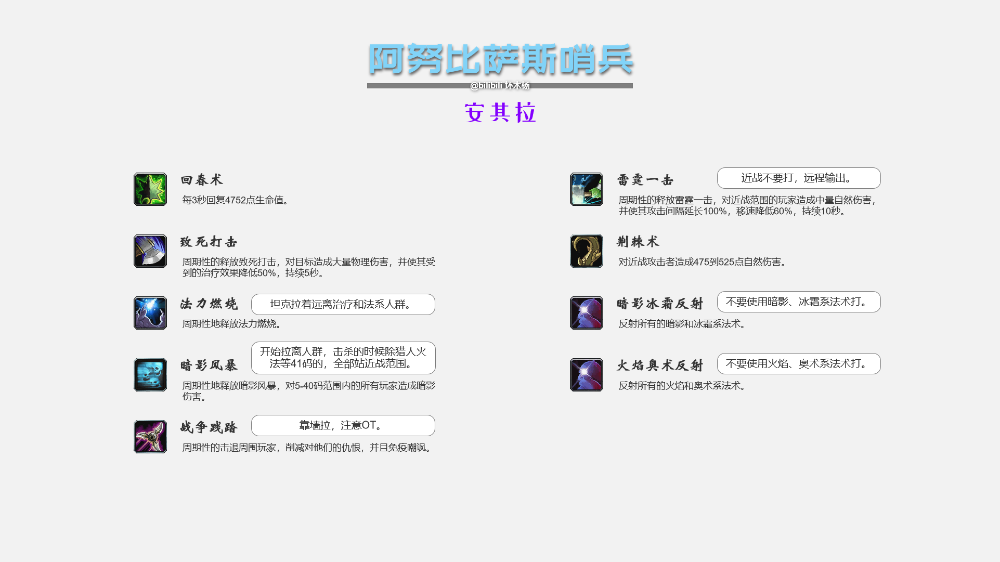 阿努比萨斯哨兵
@bilibili 坏木杨
安其拉
回春术
每3秒回复4752点生命值。
致死打击
周期性的释放致死打击，对目标造成大量物理伤害，并使其受
到的治疗效果降低50%，持续5秒。
法力燃烧
坦克拉着远离治疗和法系人群。
周期性地释放法力燃烧。
暗影风暴
开始拉离人群，击杀的时候除猎人火
法等41码的，全部站近战范围。
周期性地释放暗影风暴，对5-40码范围内的所有玩家造成暗影
伤害。
战争践踏
靠墙拉，注意OT。
周期性的击退周围玩家，削减对他们的仇恨，并且免疫嘲讽。
雷霆一击
近战不要打，远程输出。
周期性的释放雷霆一击，对近战范围的玩家造成中量自然伤害，
并使其攻击间隔延长100%，移速降低60%，持续10秒。
荆棘术
对近战攻击者造成475到525点自然伤害。
暗影冰霜反射
不要使用暗影、冰霜系法术打。
反射所有的暗影和冰霜系法术。
火焰奥术反射
不要使用火焰、奥术系法术打。
反射所有的火焰和奥术系法术。